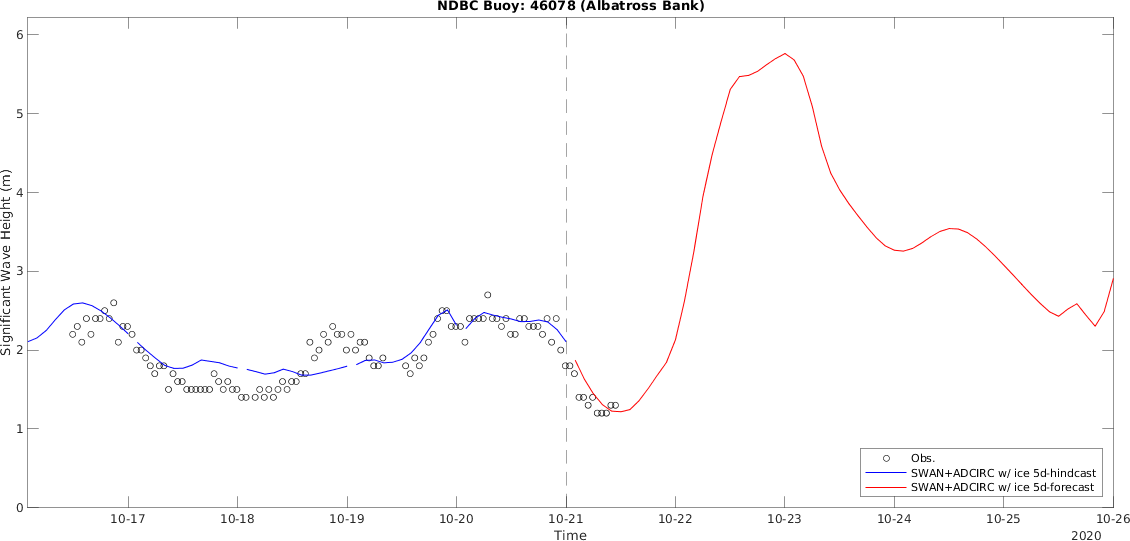 NDBC Buoy: 46078 (Albatross Bank)
6
5
4
3
2
1
0
Significant Wave Height (m)
Obs.
SWAN+ADCIRC w/ ice 5d-hindcast
SWAN+ADCIRC w/ ice 5d-forecast
10-17 10-18 10-19 10-20 10-21 10-22 10-23 10-24 10-25 10-26
Time
2020